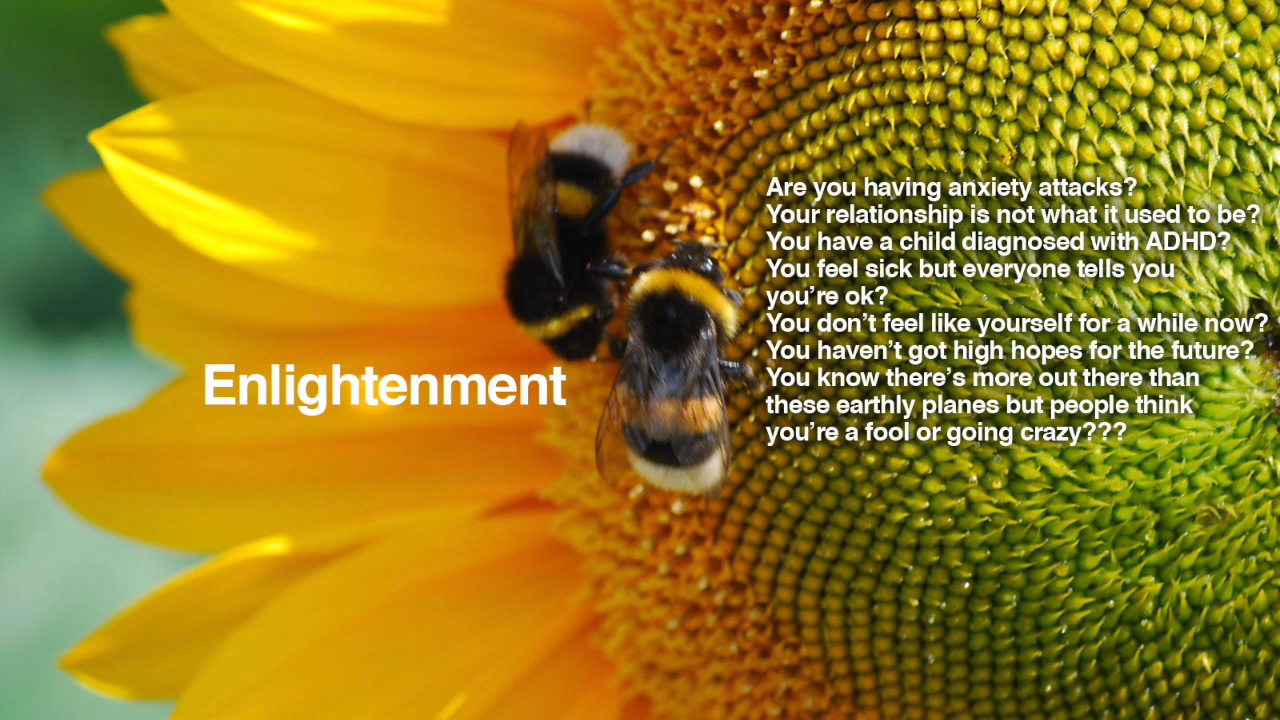 Enlightenment
Are you having anxiety attacks?
Your relationship is not what it used to be?
You have a child diagnosed with ADHD?
You feel sick but everyone tells you
you’re ok?
You don’t feel like yourself for a while now?
You haven’t got high hopes for the future?
You know there’s more out there than
these earthly planes but people think
you’re a fool or going crazy???